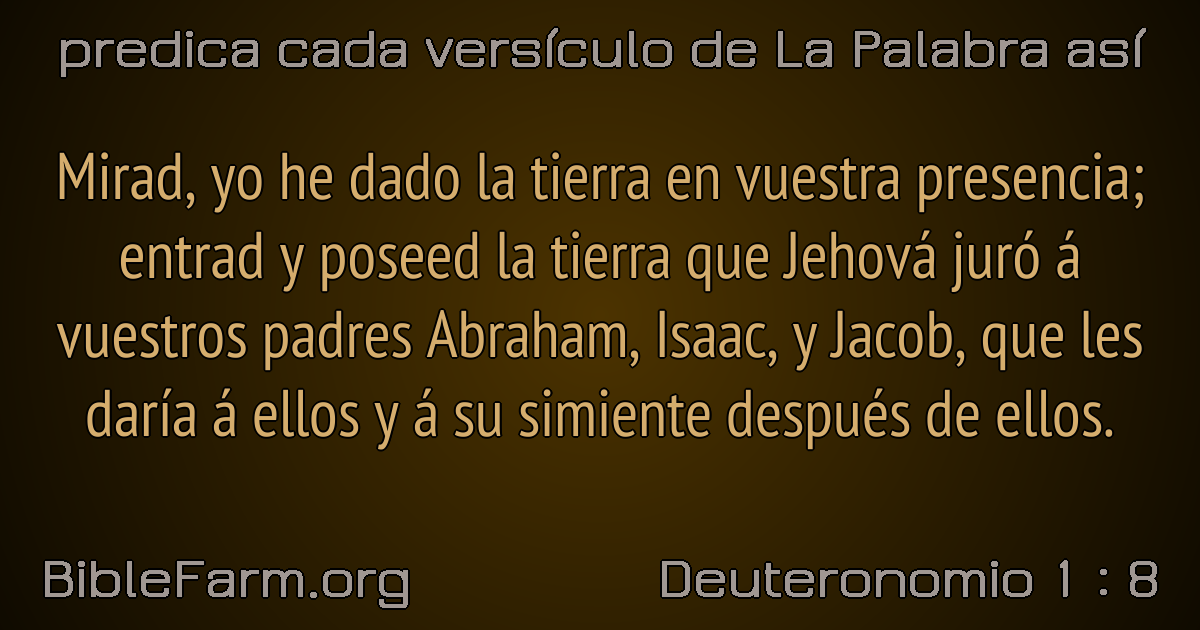 predica cada versículo de La Palabra así
Mirad, yo he dado la tierra en vuestra presencia;
entrad y poseed la tierra que Jehová juró á
vuestros padres Abraham, Isaac, y Jacob, que les
daría á ellos y á su simiente después de ellos.
BibleFarm.org
Deuteronomio 1 : 8